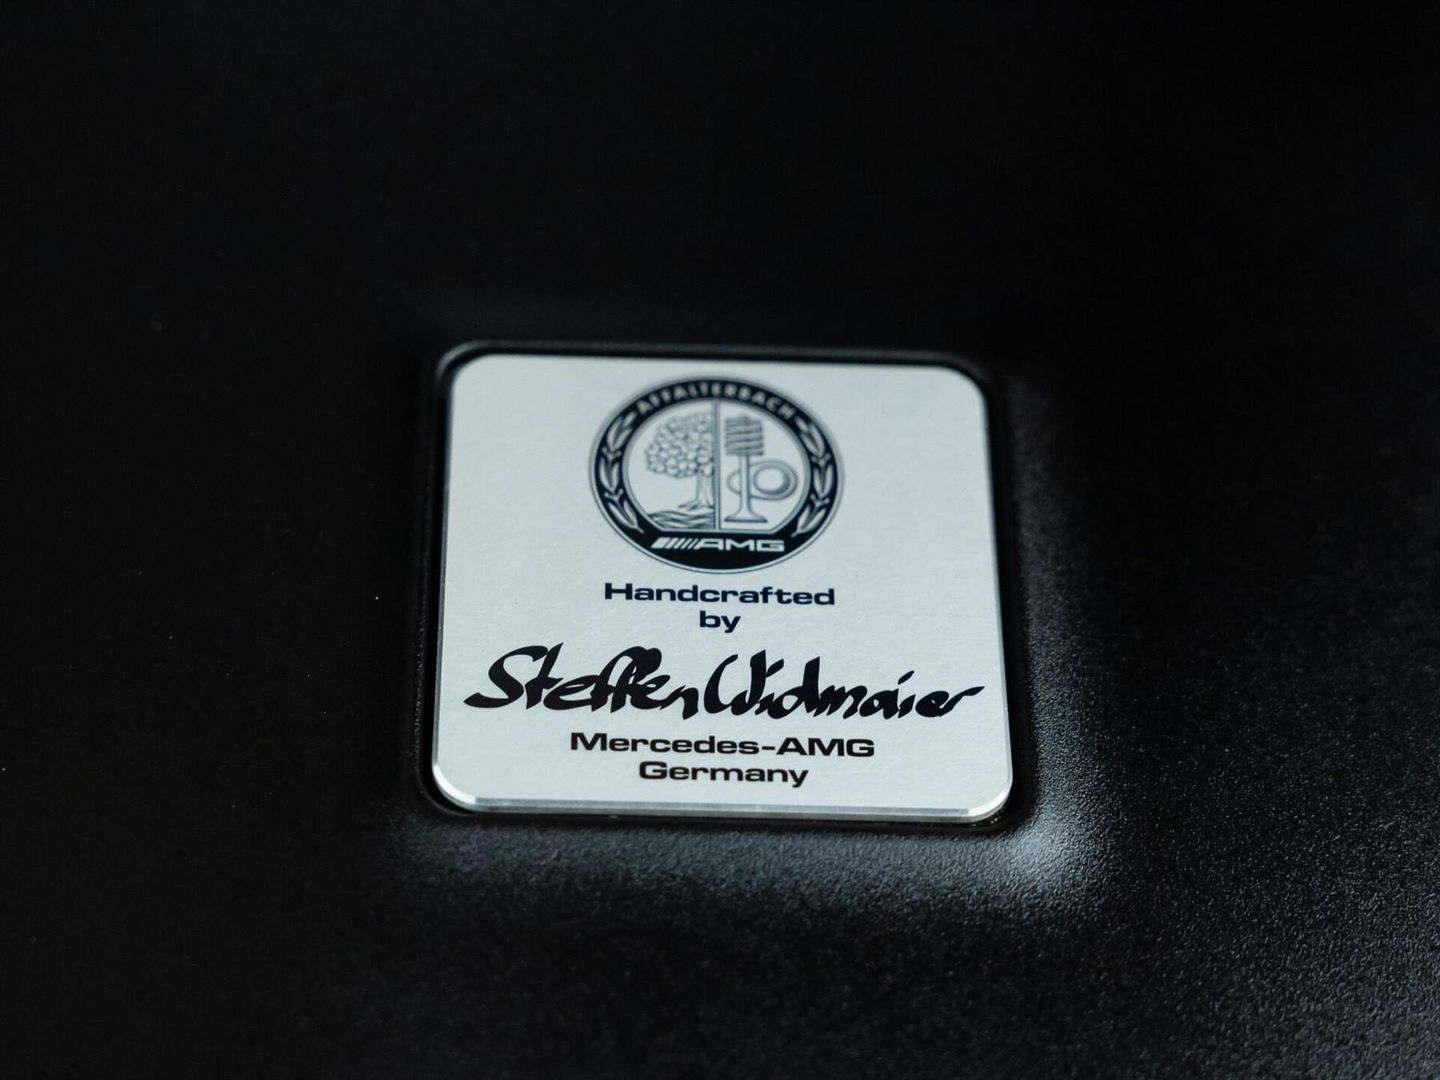 AFFALTERBACH
AMG
Handcrafted
by
Steffen Widmaier
Mercedes-AMG
Germany